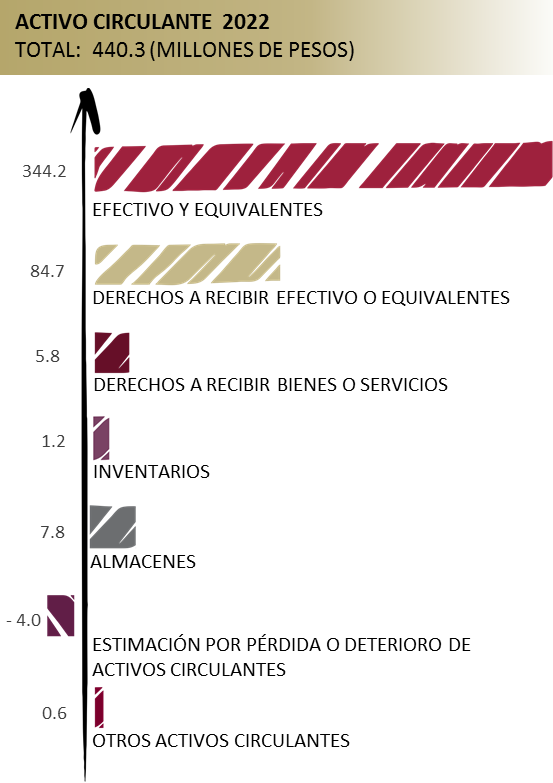 ACTIVO CIRCULANTE 2022
TOTAL: 440.3 (MILLONES DE PESOS)
344.2
EFECTIVO Y EQUIVALENTES
84.7
DERECHOS A RECIBIR EFECTIVO O EQUIVALENTES
5.8
DERECHOS A RECIBIR BIENES O SERVICIOS
1.2
INVENTARIOS
7.8
ALMACENES
- 4.0
ESTIMACIÓN POR PÉRDIDA O DETERIORO DE
ACTIVOS CIRCULANTES
0.6
OTROS ACTIVOS CIRCULANTES